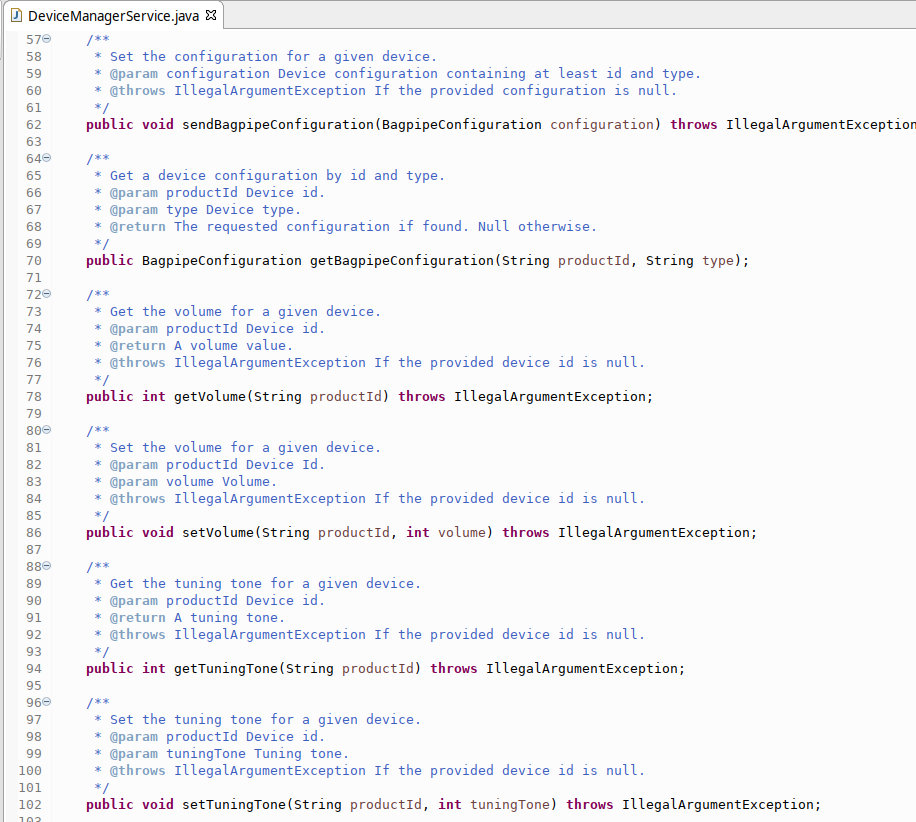 DeviceManagerService.java
57 /**
58 * Set the configuration for a given device.
59 * @param configuration Device configuration containing at least id and type.
60 * @throws IllegalArgumentException If the provided configuration is null.
61 */
62 public void sendBagpipeConfiguration(BagpipeConfiguration configuration) throws IllegalArgumentException
63
64 /**
65 * Get a device configuration by id and type.
66 * @param productId Device id.
67 * @param type Device type.
68 * @return The requested configuration if found. Null otherwise.
69 */
70 public BagpipeConfiguration getBagpipeConfiguration(String productId, String type);
71
72 /**
73 * Get the volume for a given device.
74 * @param productId Device id.
75 * @return A volume value.
76 * @throws IllegalArgumentException If the provided device id is null.
77 */
78 public int getVolume(String productId) throws IllegalArgumentException;
79
80 /**
81 * Set the volume for a given device.
82 * @param productId Device Id.
83 * @param volume Volume.
84 * @throws IllegalArgumentException If the provided device id is null.
85 */
86 public void setVolume(String productId, int volume) throws IllegalArgumentException;
87
88 /**
89 * Get the tuning tone for a given device.
90 * @param productId Device id.
91 * @return A tuning tone.
92 * @throws IllegalArgumentException If the provided device id is null.
93 */
94 public int getTuningTone(String productId) throws IllegalArgumentException;
95
96 /**
97 * Set the tuning tone for a given device.
98 * @param productId Device id.
99 * @param tuningTone Tuning tone.
100 * @throws IllegalArgumentException If the provided device id is null.
101 */
102 public void setTuningTone(String productId, int tuningTone) throws IllegalArgumentException;
103